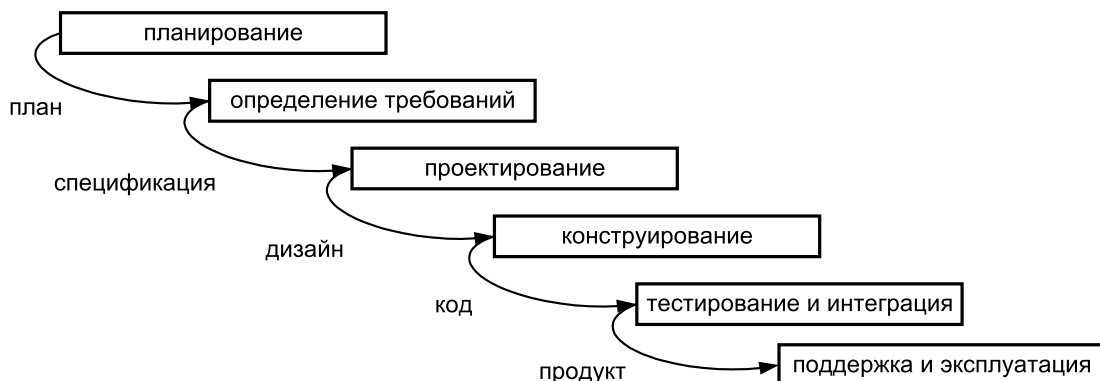 планирование
план
определение требований
спецификация
проектирование
дизайн
конструирование
код
тестирование и интеграция
продукт
поддержка и эксплуатация